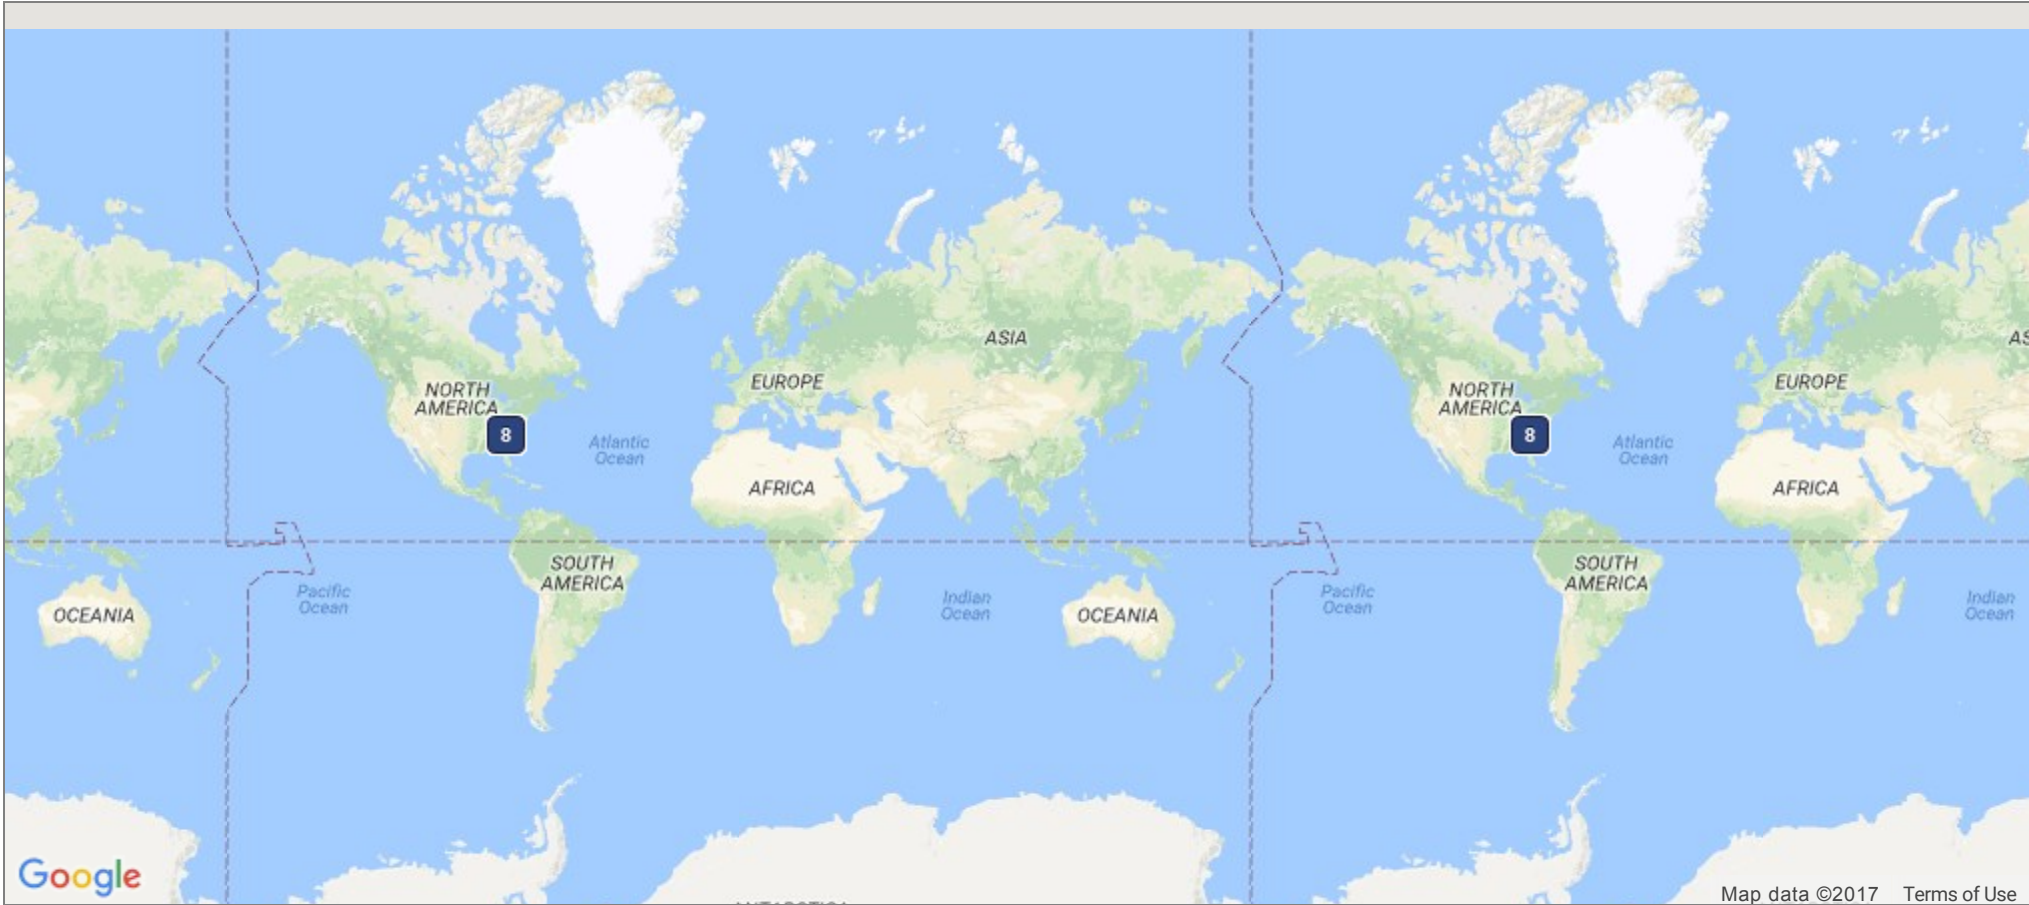 ASIA
NORTH
AMERICA
8
EUROPE
Atlantic
Ocean
AFRICA
SOUTH
AMERICA
Pacific
Ocean
OCEANIA
Indian
Ocean
OCEANIA
NORTH
AMERICA
8
EUROPE
AS
Atlantic
Ocean
AFRICA
SOUTH
AMERICA
Pacific
Ocean
Indian
Ocean
Google
Map data ©2017 Terms of Use